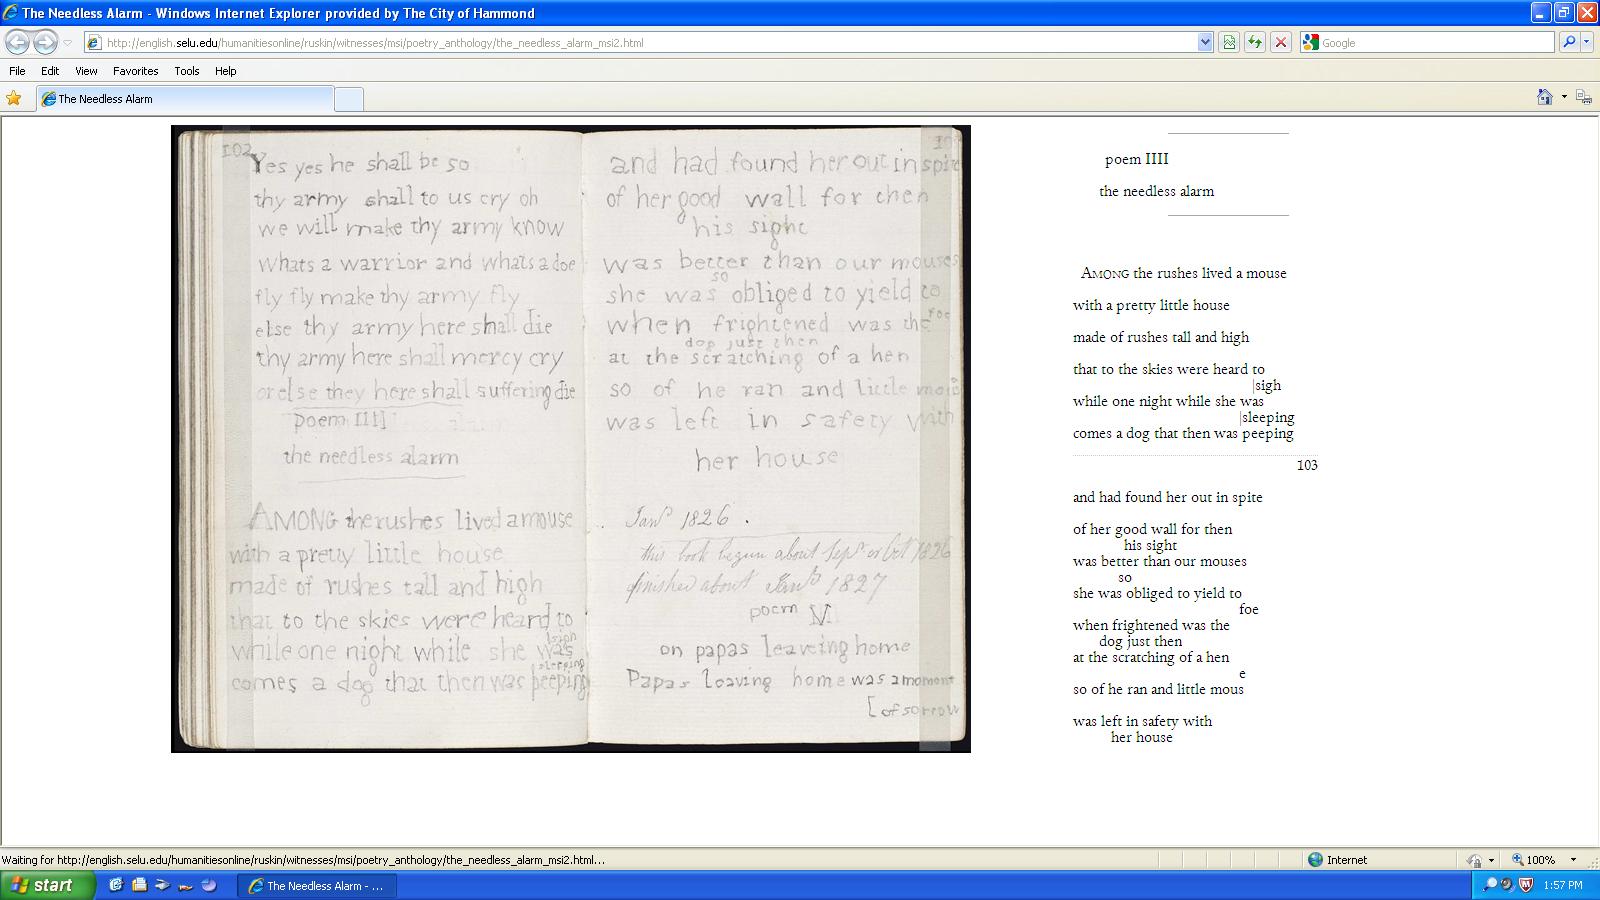 The Needless Alarm - Windows Internet Explorer provided by The City of Hammond
http://english.selu.edu/humanitiesonline/ruskin/witnesses/msi/poetry_anthology/the_needless_alarm_msi2.html
Google
File Edit View Favorites Tools Help
The Needless Alarm
102
Yes yes he shall be so
thy army shall to us cry oh
we will make thy army know
whats a warrior and whats a doe
fly fly make thy army fly
else thy army here shall die
thy army here shall mercy cry
or else they here shall suffering die
poem IIII
the needless alarm
AMONG the rushes lived a mouse
with a pretty little house
made of rushes tall and high
that to the skies were heard to
|sigh
while one night while she was
|sleeping
comes a dog that then was peeping
and had found her out in spite
of her good wall for then
his sight
was better than our mouses
so
she was obliged to yield to
foe
when frightened was the
dog just then
at the scratching of a hen
so of he ran and little mouse
was left in safety with
her house
Jany 1826.
this book begun about Sepr or Oct 1826
finished about Jany 1827
poem
on papas leaveing home
Papas leaving home was a moment
[of sorrow
poem IIII
the needless alarm
AMONG the rushes lived a mouse
with a pretty little house
made of rushes tall and high
that to the skies were heard to
|sigh
while one night while she was
|sleeping
comes a dog that then was peeping
103
and had found her out in spite
of her good wall for then
his sight
was better than our mouses
so
she was obliged to yield to
foe
when frightened was the
dog just then
at the scratching of a hen
e
so of he ran and little mous
was left in safety with
her house
Waiting for http://english.selu.edu/humanitiesonline/ruskin/witnesses/msi/poetry_anthology/the_needless_alarm_msi2.html...
Internet
100%
start
The Needless Alarm - ...
1:57 PM